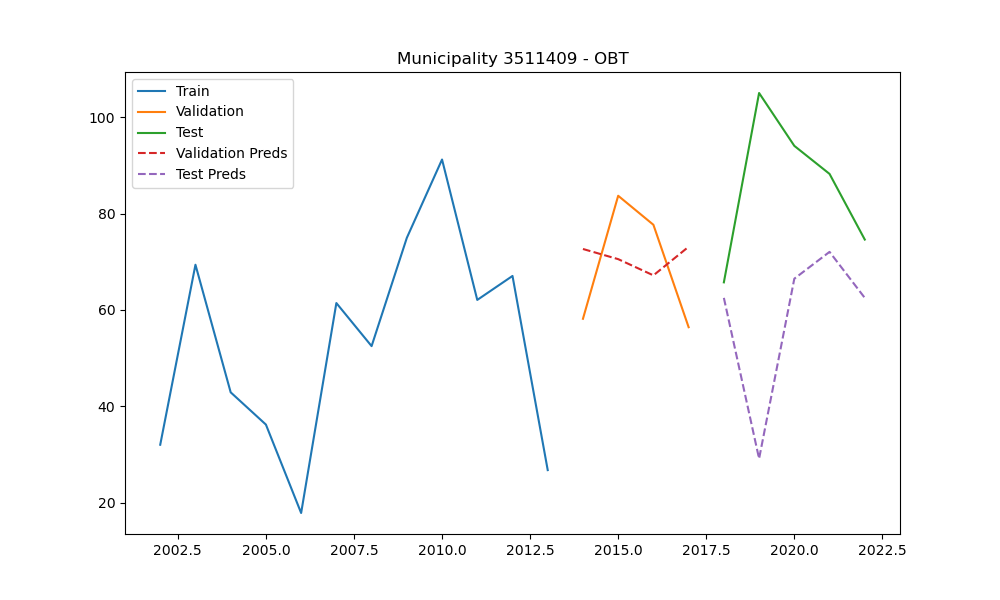 Municipality 3511409 - OBT
Train
Validation
Test
Validation Preds
Test Preds
100
80
60
40
20
2002.5 2005.0 2007.5 2010.0 2012.5 2015.0 2017.5 2020.0 2022.5